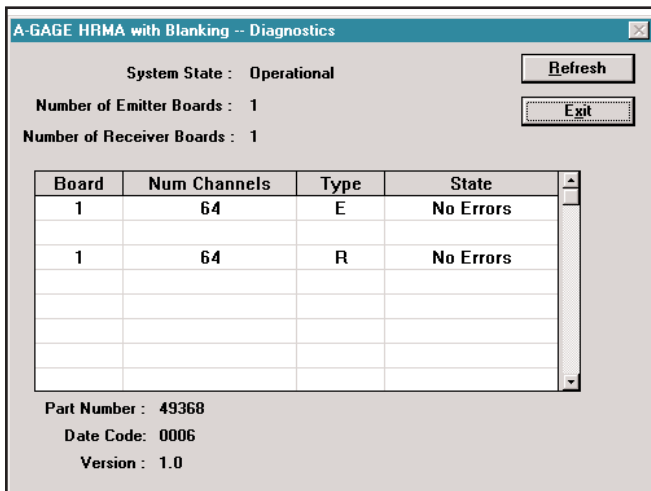 A-GAGE HRMA with Blanking -- Diagnostics
System State : Operational
Refresh
Number of Emitter Boards : 1
Exit
Number of Receiver Boards : 1
Board Num Channels Type State
1 64 E No Errors
1 64 R No Errors
Part Number : 49368
Date Code: 0006
Version : 1.0